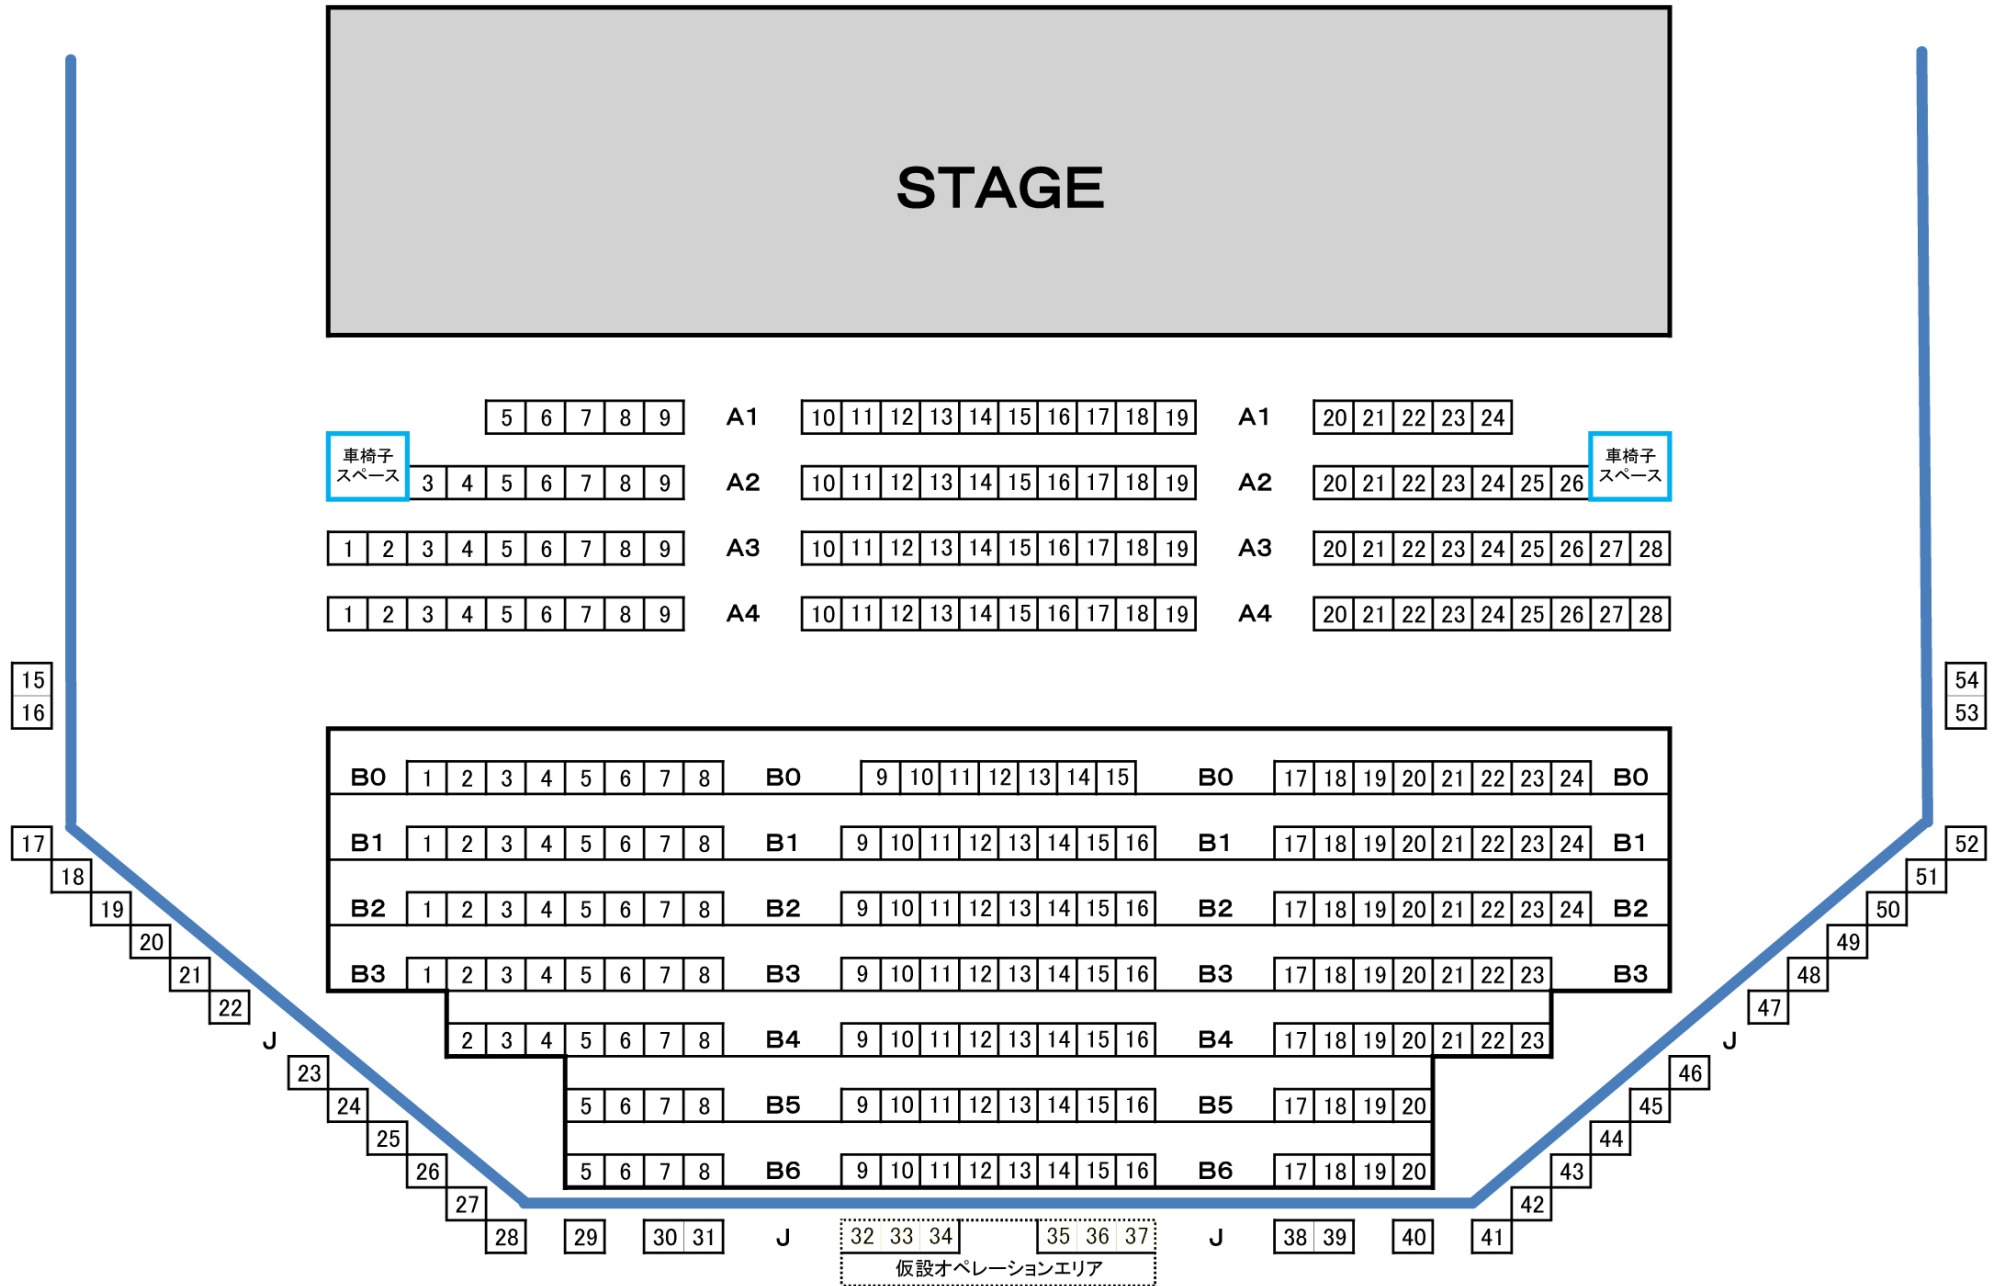 STAGE
5 6 7 8 9 A1 10 11 12 13 14 15 16 17 18 19 A1 20 21 22 23 24
車椅子
スペース
車椅子
スペース
3 4 5 6 7 8 9 A2 10 11 12 13 14 15 16 17 18 19 A2 20 21 22 23 24 25 26
1 2 3 4 5 6 7 8 9 A3 10 11 12 13 14 15 16 17 18 19 A3 20 21 22 23 24 25 26 27 28
1 2 3 4 5 6 7 8 9 A4 10 11 12 13 14 15 16 17 18 19 A4 20 21 22 23 24 25 26 27 28
15 54
16 53
B0 1 2 3 4 5 6 7 8 B0 9 10 11 12 13 14 15 B0 17 18 19 20 21 22 23 24 B0
17 B1 1 2 3 4 5 6 7 8 B1 9 10 11 12 13 14 15 16 B1 17 18 19 20 21 22 23 24 B1 52
18 51
19 B2 1 2 3 4 5 6 7 8 B2 9 10 11 12 13 14 15 16 B2 17 18 19 20 21 22 23 24 B2 50
20 49
21 B3 1 2 3 4 5 6 7 8 B3 9 10 11 12 13 14 15 16 B3 17 18 19 20 21 22 23 B3 48
22 47
J 2 3 4 5 6 7 8 B4 9 10 11 12 13 14 15 16 B4 17 18 19 20 21 22 23 J
23 46
24 5 6 7 8 B5 9 10 11 12 13 14 15 16 B5 17 18 19 20 45
25 44
26 5 6 7 8 B6 9 10 11 12 13 14 15 16 B6 17 18 19 20 43
27 42
28 29 30 31 J 32 33 34 35 36 37 J 38 39 40 41
仮設オペレーションエリア